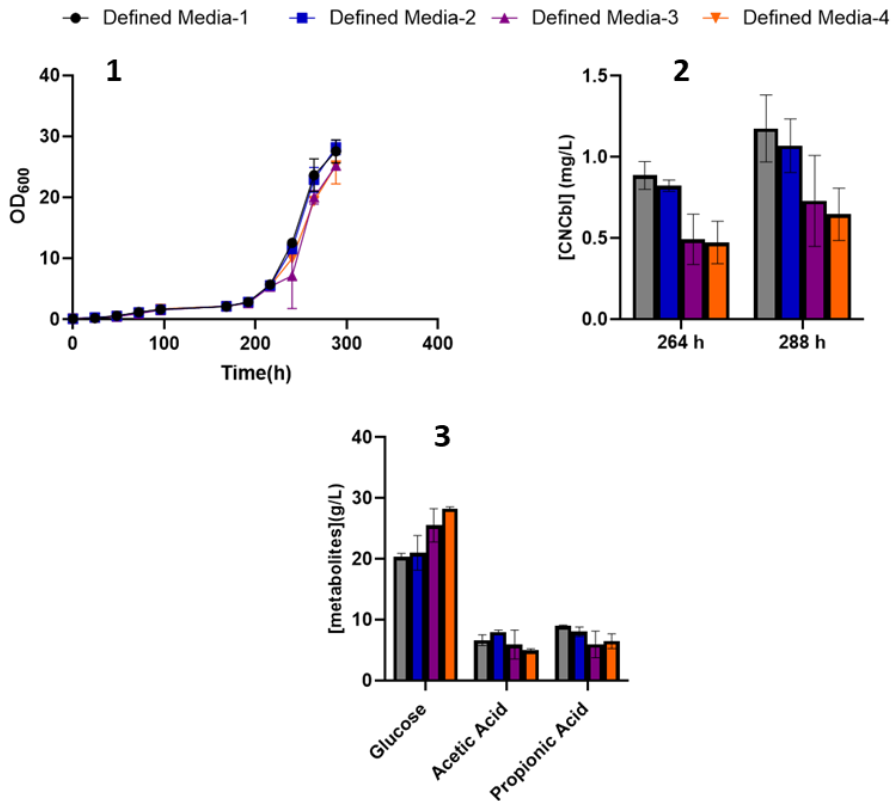 Defined Media-1 Defined Media-2 Defined Media-3 Defined Media-4
1
OD600
40
30
20
10
0
0 100 200 300 400
Time(h)
2
[CNCbl] (mg/L)
1.5
1.0
0.5
0.0
264 h 288 h
3
[metabolites](g/L)
40
30
20
10
0
Glucose
Acetic Acid
Propionic Acid